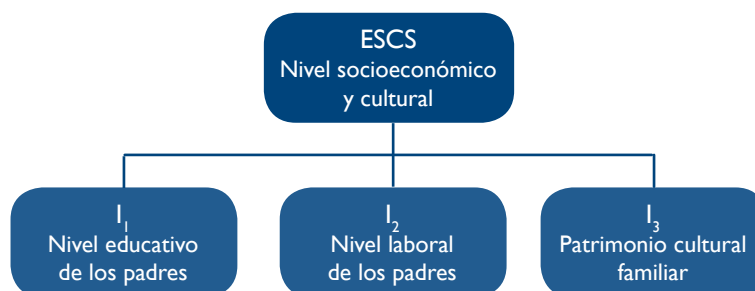 ESCS
Nivel socioeconómico
y cultural
I₁
Nivel educativo
de los padres
I₂
Nivel laboral
de los padres
I₃
Patrimonio cultural
familiar